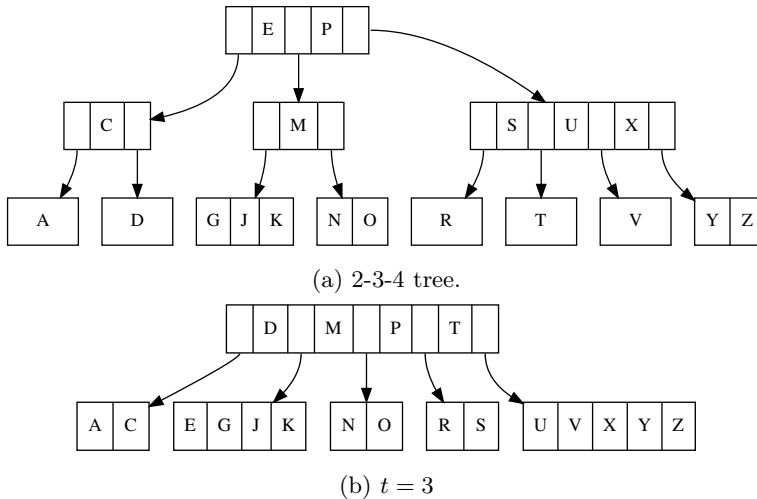 E P
C M S U X
A D G J K N O R T V Y Z
(a) 2-3-4 tree.
D M P T
A C E G J K N O R S U V X Y Z
(b) t = 3